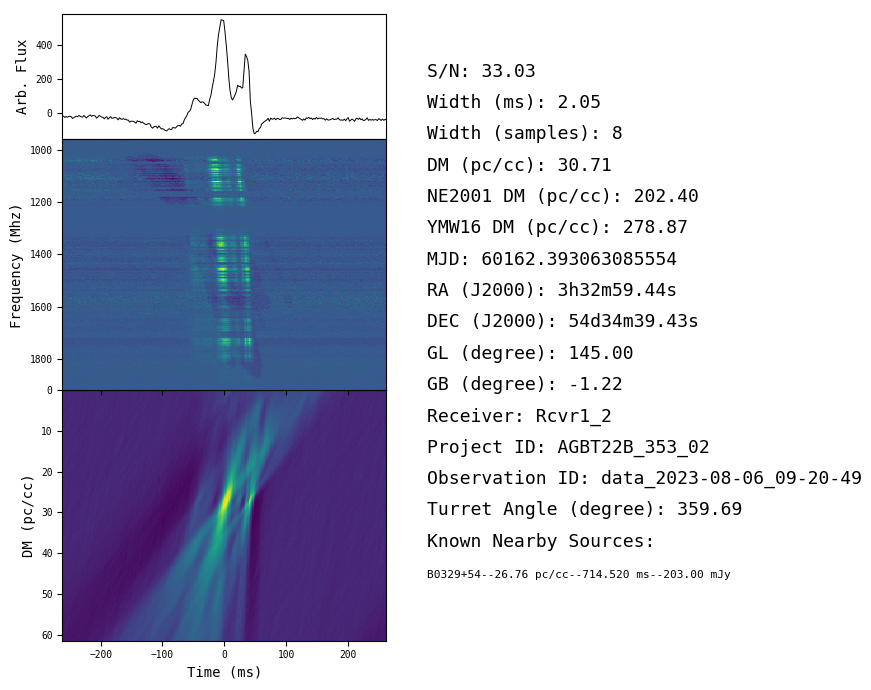 400
200
0
Arb. Flux
1000
1200
1400
1600
1800
Frequency (Mhz)
0
10
20
30
40
50
60
DM (pc/cc)
−200
−100
0
100
200
Time (ms)
S/N: 33.03
Width (ms): 2.05
Width (samples): 8
DM (pc/cc): 30.71
NE2001 DM (pc/cc): 202.40
YMW16 DM (pc/cc): 278.87
MJD: 60162.393063085554
RA (J2000): 3h32m59.44s
DEC (J2000): 54d34m39.43s
GL (degree): 145.00
GB (degree): -1.22
Receiver: Rcvr1_2
Project ID: AGBT22B_353_02
Observation ID: data_2023-08-06_09-20-49
Turret Angle (degree): 359.69
Known Nearby Sources:
B0329+54--26.76 pc/cc--714.520 ms--203.00 mJy